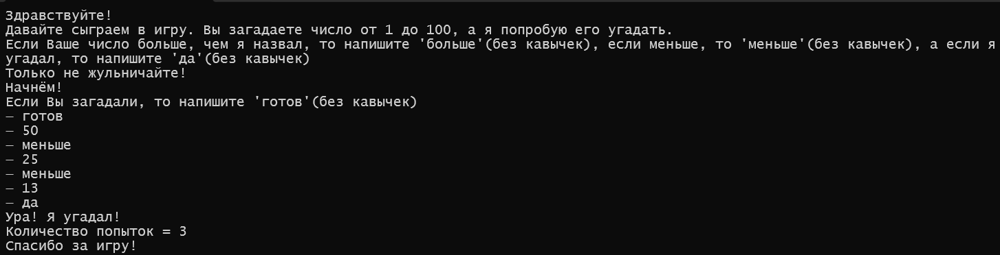 Здравствуйте!
Давайте сыграем в игру. Вы загадаете число от 1 до 100, а я попробую его угадать.
Если Ваше число больше, чем я назвал, то напишите 'больше'(без кавычек), если меньше, то 'меньше'(без кавычек), а если я
угадал, то напишите 'да'(без кавычек)
Только не жульничайте!
Начнём!
Если Вы загадали, то напишите 'готов'(без кавычек)
— готов
— 50
— меньше
— 25
— меньше
— 13
— да
Ура! Я угадал!
Количество попыток = 3
Спасибо за игру!